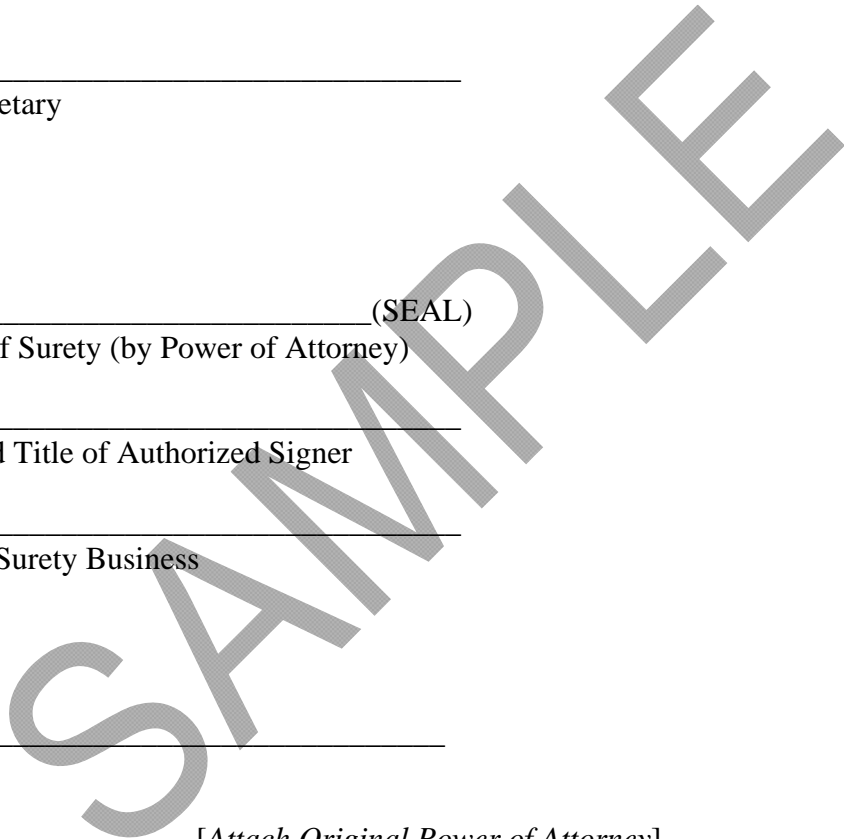 etary
(SEAL)
f Surety (by Power of Attorney)
d Title of Authorized Signer
Surety Business
[Attach Original Power of Attorney]
SAMPLE